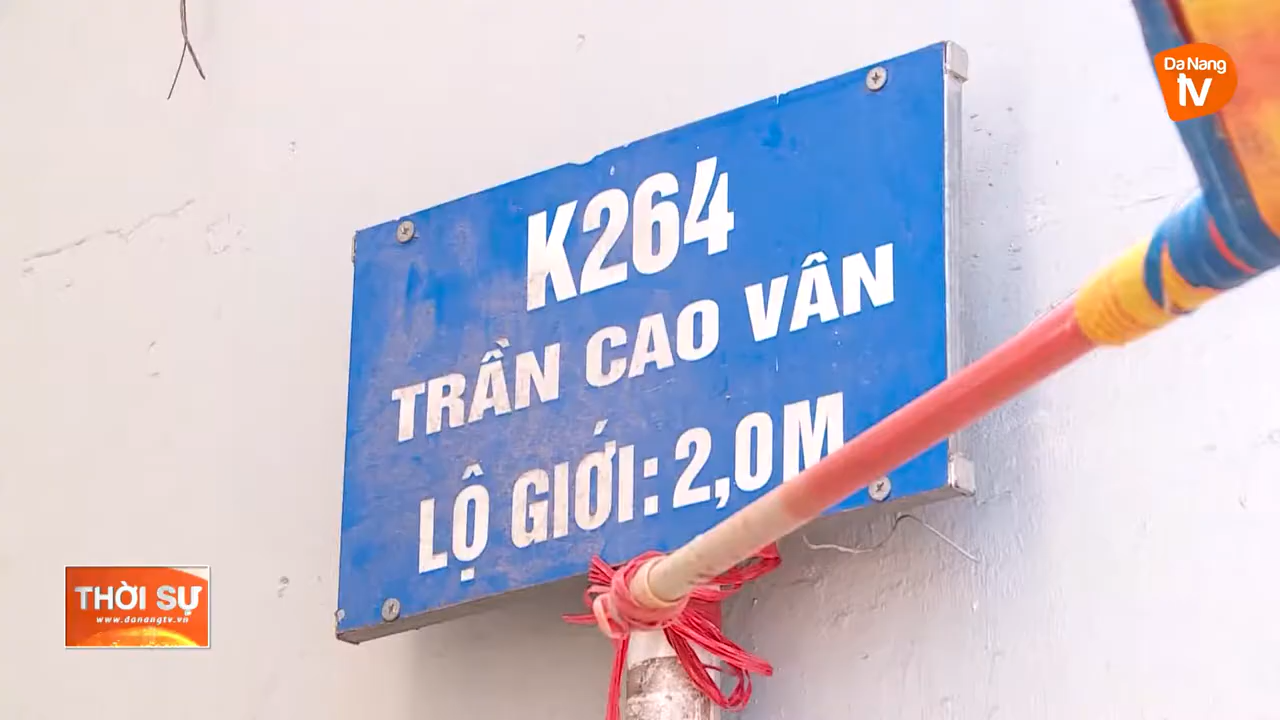 Da Nang
tv
K264
TRẦN CAO VÂN
LỘ GIỚI: 2,0M
THỜI SỰ
www.danangtv.vn